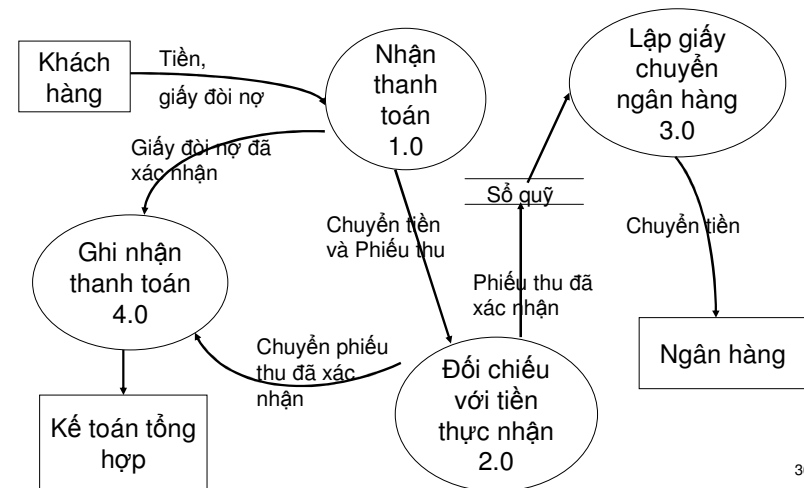 Khách
hàng
Tiền,
giấy đòi nợ
Nhận
thanh
toán
1.0
Lập giấy
chuyển
ngân hàng
3.0
Giấy đòi nợ đã
xác nhận
Sổ quỹ
Chuyển tiền
và Phiếu thu
Chuyển tiền
Ghi nhận
thanh toán
4.0
Phiếu thu đã
xác nhận
Chuyển phiếu
thu đã xác
nhận
Đối chiếu
với tiền
thực nhận
2.0
Ngân hàng
Kế toán tổng
hợp